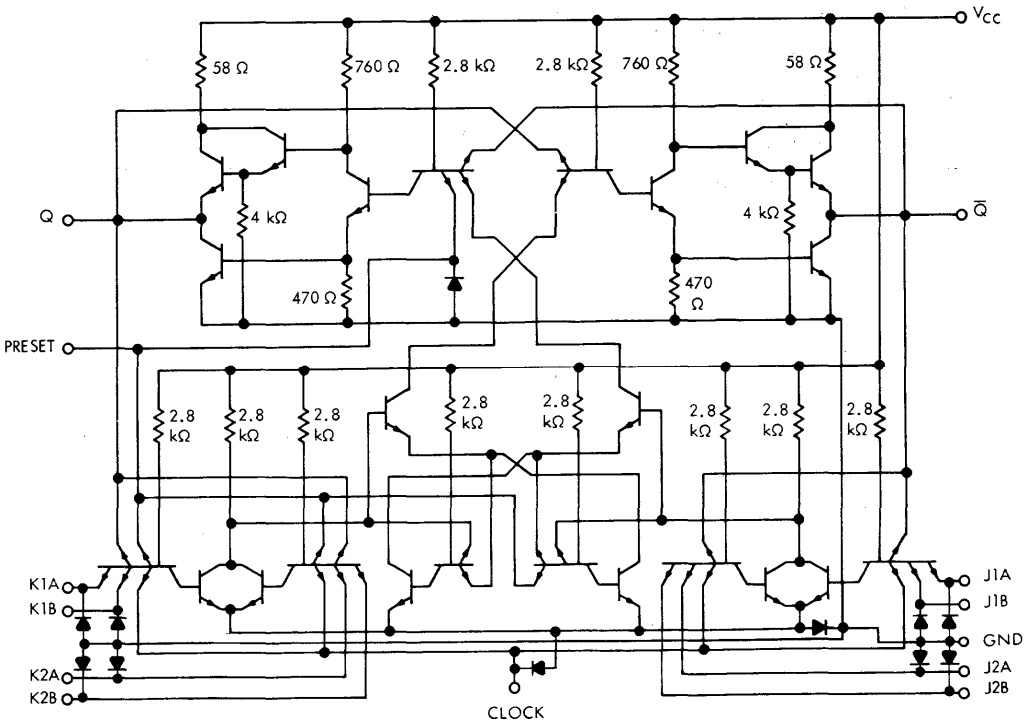 V_CC
58 Ω
760 Ω
2.8 kΩ
2.8 kΩ
760 Ω
58 Ω
Q
4 kΩ
4 kΩ
Q̅
470 Ω
470
Ω
PRESET
2.8
kΩ
2.8
kΩ
2.8
kΩ
2.8
kΩ
2.8
kΩ
2.8
kΩ
2.8
kΩ
2.8
kΩ
K1A
J1A
K1B
J1B
GND
K2A
J2A
K2B
J2B
CLOCK